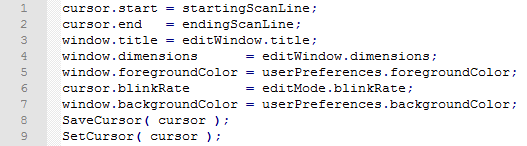 1 cursor.start = startingScanLine;
2 cursor.end   = endingScanLine;
3 window.title = editWindow.title;
4 window.dimensions      = editWindow.dimensions;
5 window.foregroundColor = userPreferences.foregroundColor;
6 cursor.blinkRate       = editMode.blinkRate;
7 window.backgroundColor = userPreferences.backgroundColor;
8 SaveCursor( cursor );
9 SetCursor( cursor );